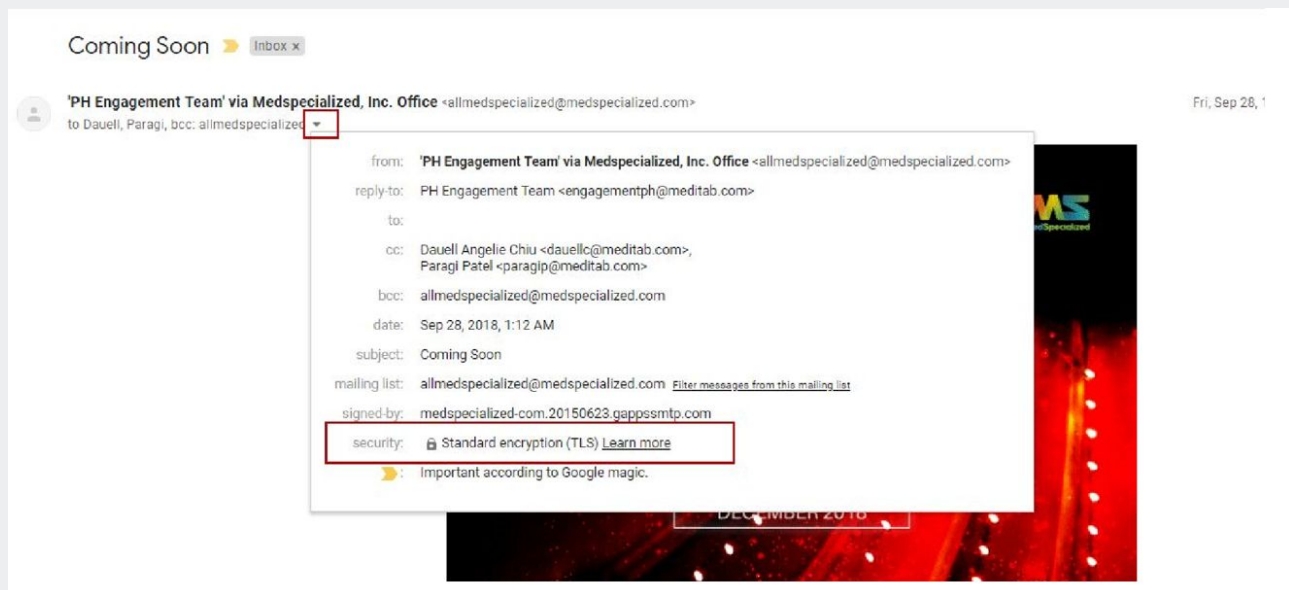 Coming Soon Inbox x
'PH Engagement Team' via Medspecialized, Inc. Office <allmedspecialized@medspecialized.com> Fri, Sep 28, 1
to Dauell, Paragi, bcc: allmedspecialized
from: 'PH Engagement Team' via Medspecialized, Inc. Office <allmedspecialized@medspecialized.com>
reply-to: PH Engagement Team <engagementph@meditab.com>
MS
to:
edSpecialized
cc: Dauell Angelie Chiu <dauellc@meditab.com>,
Paragi Patel <paragip@meditab.com>
bcc: allmedspecialized@medspecialized.com
date: Sep 28, 2018, 1:12 AM
subject: Coming Soon
mailing list: allmedspecialized@medspecialized.com Filter messages from this mailing list
signed-by: medspecialized-com.20150623.gappssmtp.com
security: Standard encryption (TLS) Learn more
: Important according to Google magic.
DECEMBER 2018